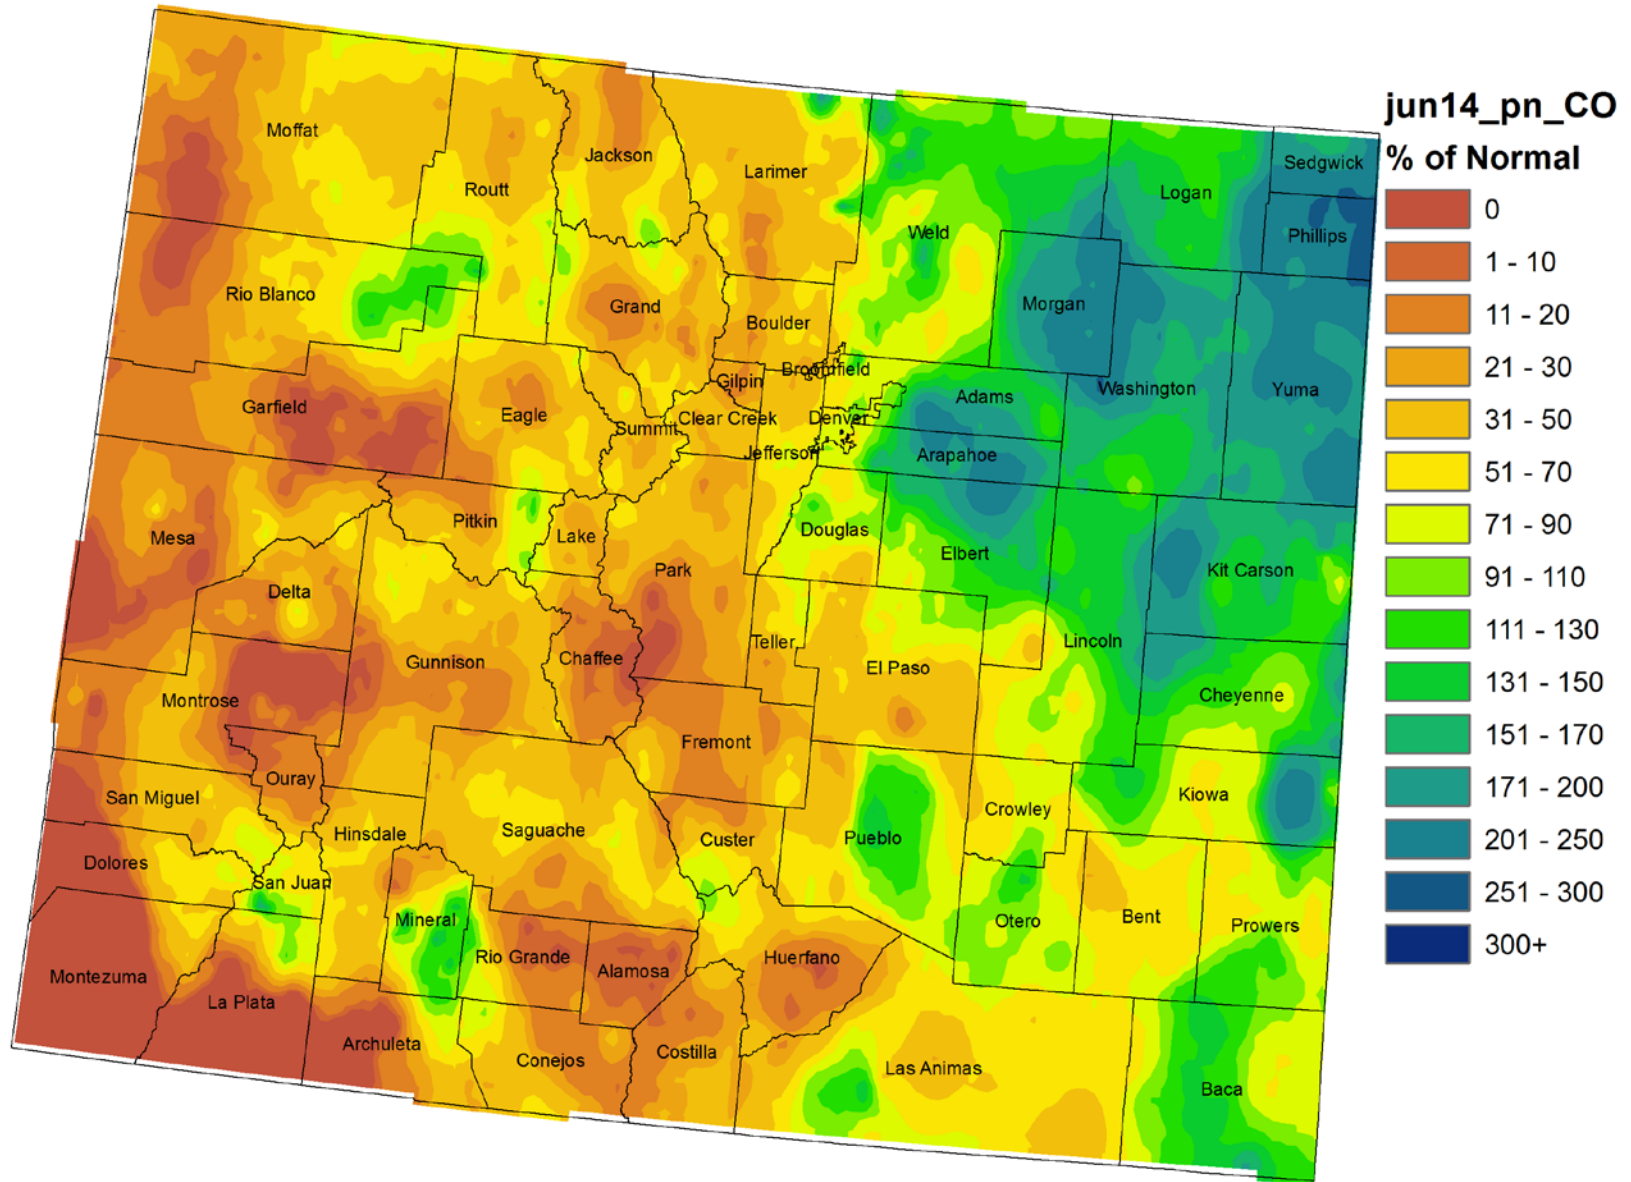 jun14_pn_CO
% of Normal
0
1 - 10
11 - 20
21 - 30
31 - 50
51 - 70
71 - 90
91 - 110
111 - 130
131 - 150
151 - 170
171 - 200
201 - 250
251 - 300
300+
Moffat
Routt
Jackson
Larimer
Weld
Logan
Sedgwick
Phillips
Rio Blanco
Grand
Boulder
Morgan
Broomfield
Gilpin
Washington
Yuma
Garfield
Eagle
Summit
Clear Creek
Denver
Adams
Jefferson
Arapahoe
Mesa
Pitkin
Lake
Park
Douglas
Elbert
Kit Carson
Delta
Gunnison
Chaffee
Teller
El Paso
Lincoln
Cheyenne
Montrose
Fremont
Ouray
San Miguel
Hinsdale
Saguache
Custer
Pueblo
Crowley
Kiowa
Dolores
San Juan
Mineral
Rio Grande
Alamosa
Huerfano
Otero
Bent
Prowers
Montezuma
La Plata
Archuleta
Conejos
Costilla
Las Animas
Baca